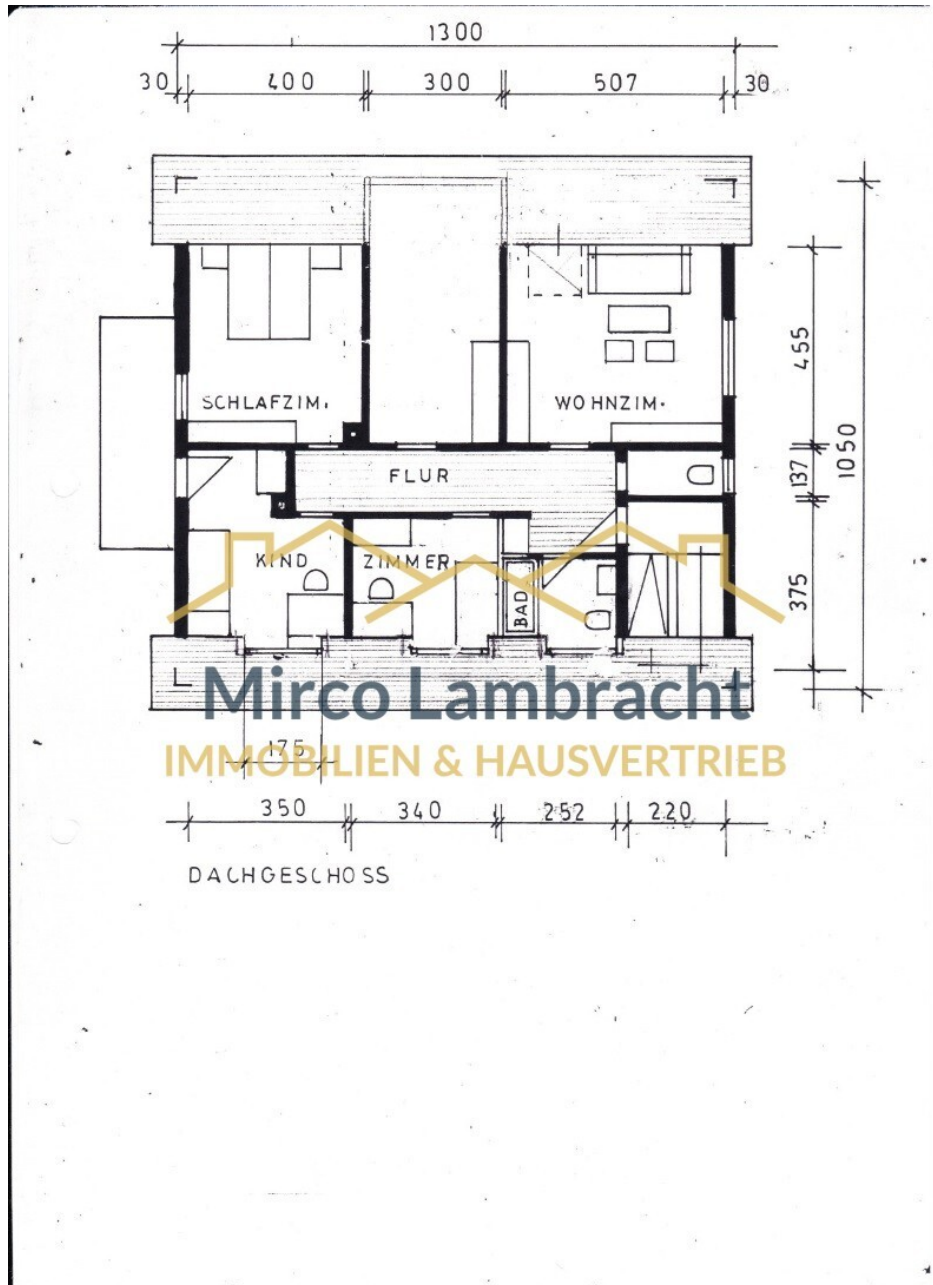 1300
30 400 300 507 30
455
137
1050
375
SCHLAFZIM.
WOHNZIM.
FLUR
KIND
ZIMMER
BAD
Mirco Lambracht
IMMOBILIEN & HAUSVERTRIEB
175
350 340 252 220
DACHGESCHOSS